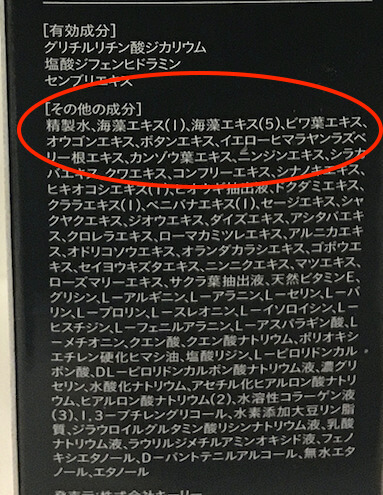 [有効成分]
グリチルリチン酸ジカリウム
塩酸ジフェンヒドラミン
センブリエキス
[その他の成分]
精製水、海藻エキス(1)、海藻エキス(5)、ビワ葉エキス、
オウゴンエキス、ボタンエキス、イエローヒマラヤンラズベ
リー根エキス、カンゾウ葉エキス、ニンジンエキス、シラカ
バエキス、クワエキス、コンフリーエキス、シナノキエキス、
ヒキオコシエキス(1)、ヒオウギ抽出液、ドクダミエキス、
クララエキス(1)、ベニバナエキス(1)、セージエキス、シャ
クヤクエキス、ジオウエキス、ダイズエキス、アシタバエキ
ス、クロレラエキス、ローマカミツレエキス、アルニカエキ
ス、オドリコソウエキス、オランダカラシエキス、ゴボウエ
キス、セイヨウキズタエキス、ニンニクエキス、マツエキス、
ローズマリーエキス、サクラ葉抽出液、天然ビタミンE、
グリシン、L-アルギニン、L-アラニン、L-セリン、L-バ
リン、L-プロリン、L-スレオニン、L-イソロイシン、L-
ヒスチジン、L-フェニルアラニン、L-アスパラギン酸、L
-メチオニン、クエン酸、クエン酸ナトリウム、ポリオキシ
エチレン硬化ヒマシ油、塩酸リジン、L-ピロリドンカル
ボン酸、DL-ピロリドンカルボン酸ナトリウム液、濃グリ
セリン、水酸化ナトリウム、アセチル化ヒアルロン酸ナトリ
ウム、ヒアルロン酸ナトリウム(2)、水溶性コラーゲン液
(3)、1,3-ブチレングリコール、水素添加大豆リン脂
質、ジラウロイルグルタミン酸リシンナトリウム液、乳酸
ナトリウム液、ラウリルジメチルアミンオキシド液、フェノ
キシエタノール、D-パントテニルアルコール、無水エタ
ノール、エタノール
発売元:株式会社キーリー